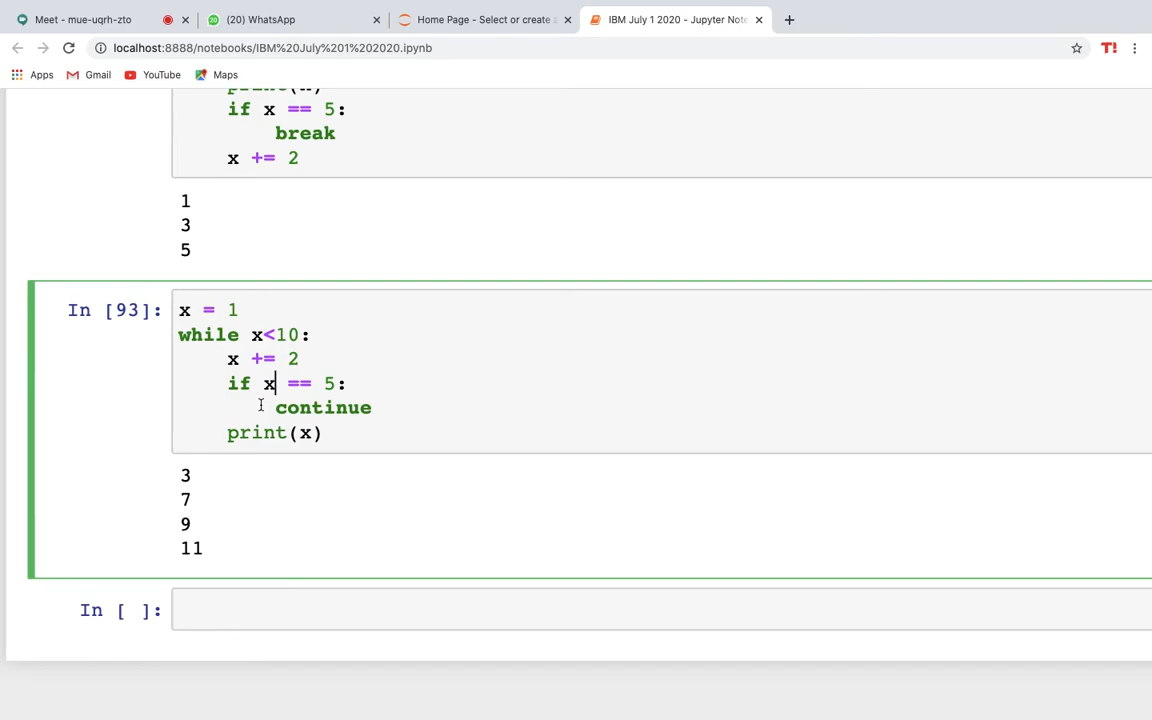 Meet - mue-uqrh-zto
(20) WhatsApp
Home Page - Select or create a
IBM July 1 2020 - Jupyter Note
localhost:8888/notebooks/IBM%20July%201%202020.ipynb
Apps Gmail YouTube Maps
print(x)
if x == 5:
break
x += 2
1
3
5
In [93]: x = 1
while x<10:
x += 2
if x == 5:
continue
print(x)
3
7
9
11
In [ ]: